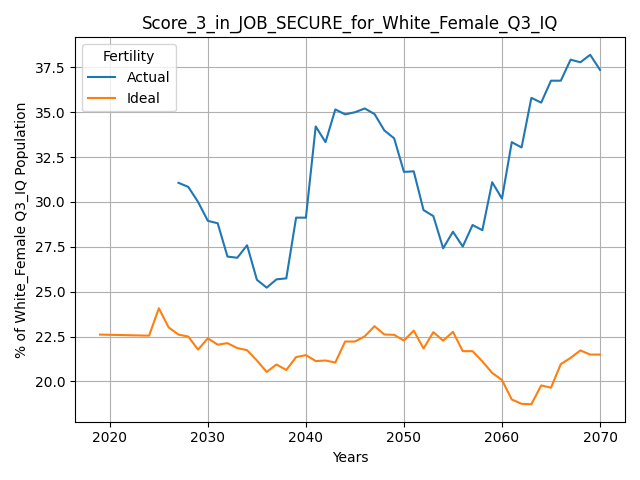 Score_3_in_JOB_SECURE_for_White_Female_Q3_IQ
Fertility
Actual
Ideal
% of White_Female Q3_IQ Population
37.5
35.0
32.5
30.0
27.5
25.0
22.5
20.0
2020 2030 2040 2050 2060 2070
Years